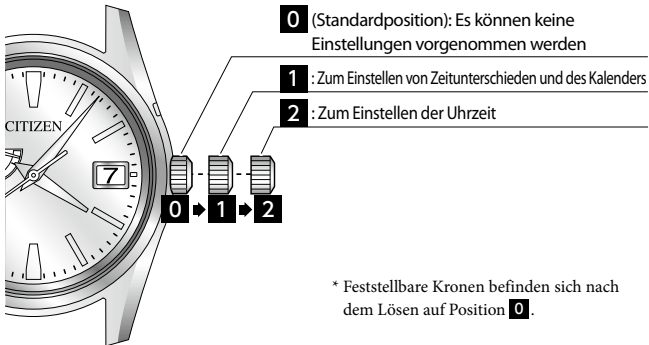 0 (Standardposition): Es können keine
Einstellungen vorgenommen werden
1 : Zum Einstellen von Zeitunterschieden und des Kalenders
2 : Zum Einstellen der Uhrzeit
CITIZEN
7
0 ➧ 1 ➧ 2
* Feststellbare Kronen befinden sich nach
dem Lösen auf Position 0 .